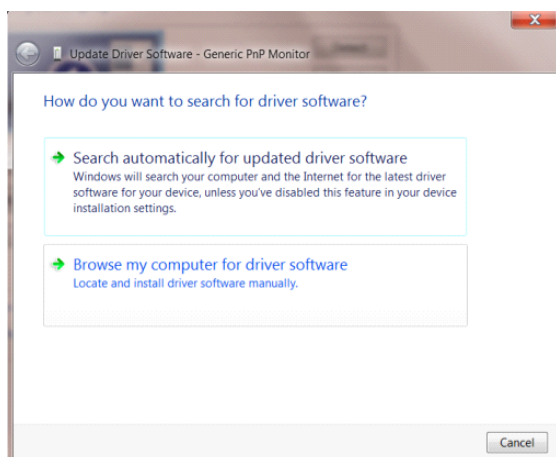 Update Driver Software - Generic PnP Monitor
How do you want to search for driver software?
Search automatically for updated driver software
Windows will search your computer and the Internet for the latest driver
software for your device, unless you've disabled this feature in your device
installation settings.
Browse my computer for driver software
Locate and install driver software manually.
Cancel